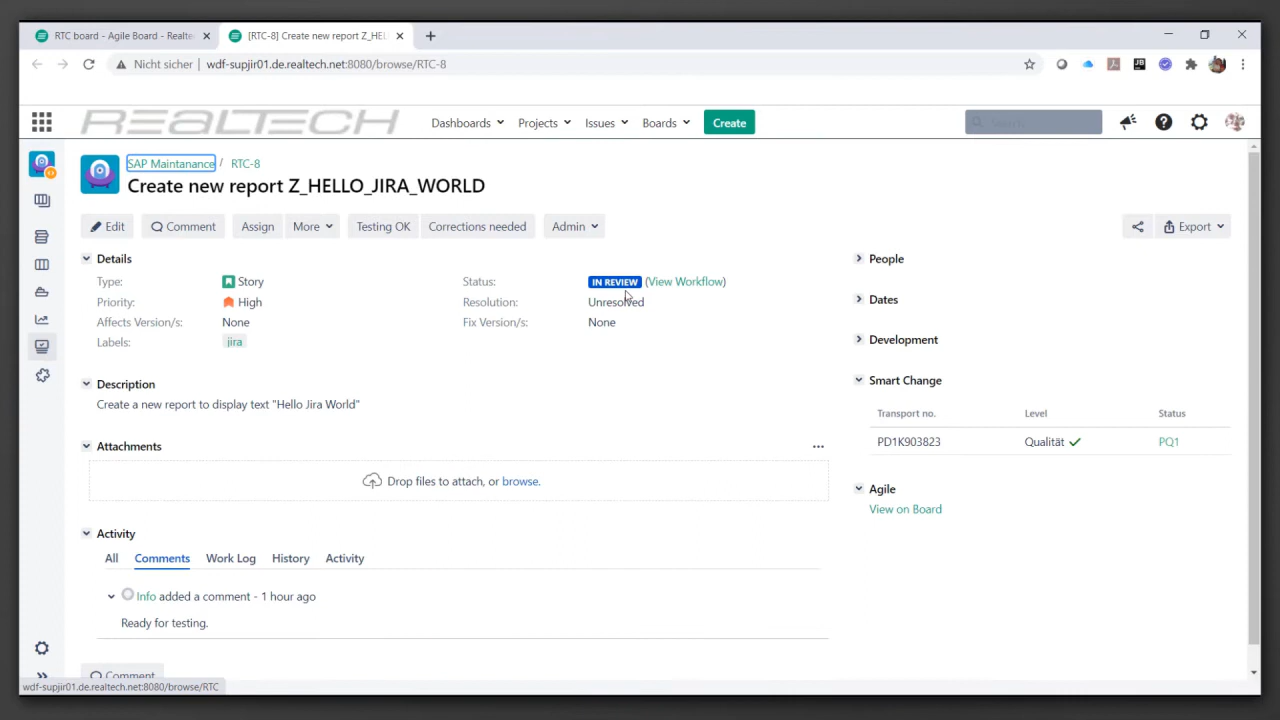 RTC board - Agile Board - Realte
[RTC-8] Create new report Z_HEL
Nicht sicher
wdf-supjir01.de.realtech.net:8080/browse/RTC-8
REALTECH
Dashboards
Projects
Issues
Boards
Create
SAP Maintanance / RTC-8
Create new report Z_HELLO_JIRA_WORLD
Edit
Comment
Assign
More
Testing OK
Corrections needed
Admin
Export
Details
Type: Story
Status: IN REVIEW (View Workflow)
Priority: High
Resolution: Unresolved
Affects Version/s: None
Fix Version/s: None
Labels: jira
Description
Create a new report to display text "Hello Jira World"
Attachments
Drop files to attach, or browse.
Activity
All Comments Work Log History Activity
Info added a comment - 1 hour ago
Ready for testing.
Comment
People
Dates
Development
Smart Change
Transport no. Level Status
PD1K903823 Qualität PQ1
Agile
View on Board
wdf-supjir01.de.realtech.net:8080/browse/RTC